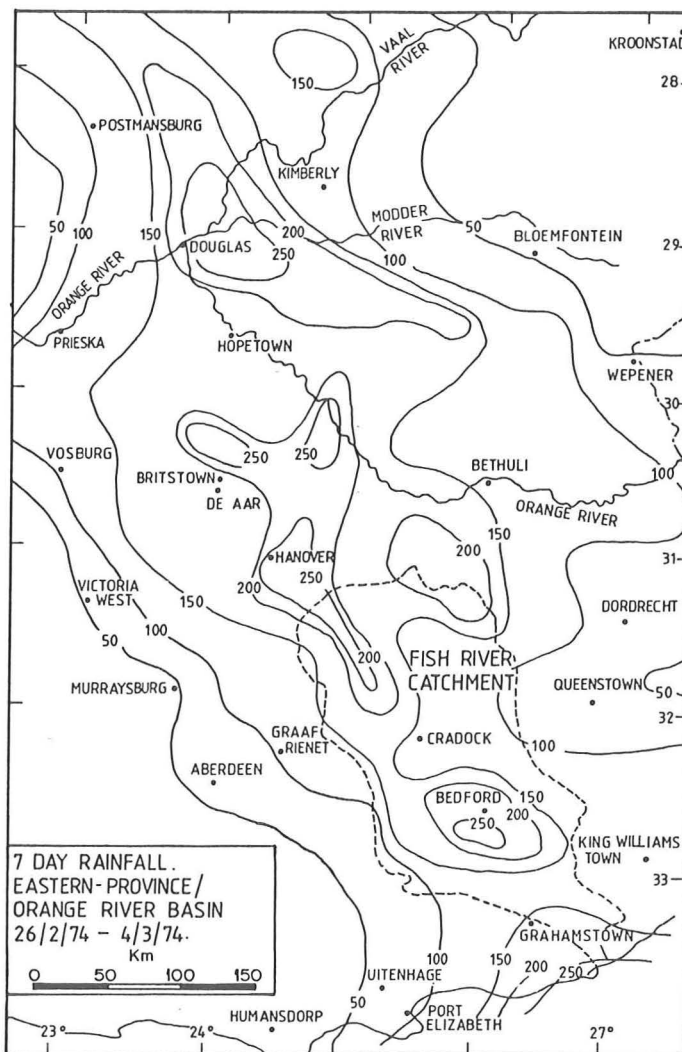 VAAL
RIVER
KROONSTAD
150
28
POSTMANSBURG
KIMBERLY
50
100
150
200
MODDER
RIVER
50
BLOEMFONTEIN
DOUGLAS
250
100
29
ORANGE RIVER
PRIESKA
HOPETOWN
200
WEPENER
30
VOSBURG
250
250
BETHULI
100
BRITSTOWN
DE AAR
ORANGE
RIVER
150
HANOVER
200
31
250
VICTORIA
WEST
150
200
DORDRECHT
50
100
200
FISH RIVER
CATCHMENT
MURRAYSBURG
QUEENSTOWN
50
32
GRAAF
RIENET
CRADOCK
100
ABERDEEN
BEDFORD
150
200
250
KING WILLIAMS
TOWN
33
7 DAY RAINFALL.
EASTERN-PROVINCE/
ORANGE RIVER BASIN
26/2/74 - 4/3/74.
Km
0 50 100 150
GRAHAMSTOWN
100
150
200
250
UITENHAGE
50
PORT
ELIZABETH
HUMANSDORP
23° 24° 27°